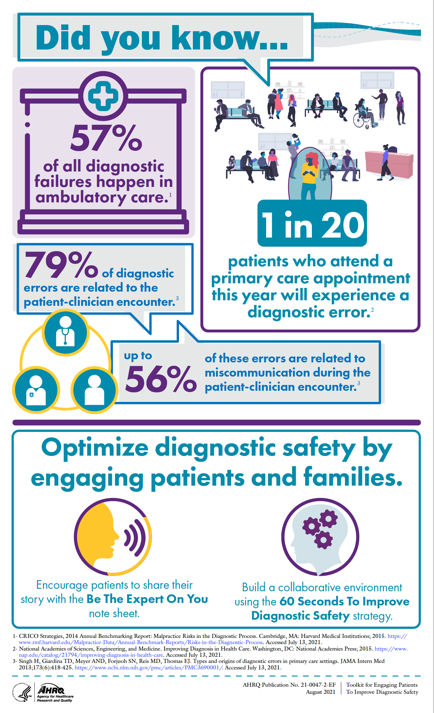 Did you know...
57%
of all diagnostic
failures happen in
ambulatory care.1
1 in 20
patients who attend a
primary care appointment
this year will experience a
diagnostic error.2
79% of diagnostic
errors are related to the
patient-clinician encounter.3
up to
56%
of these errors are related to
miscommunication during the
patient-clinician encounter.3
Optimize diagnostic safety by
engaging patients and families.
Encourage patients to share their
story with the Be The Expert On You
note sheet.
Build a collaborative environment
using the 60 Seconds To Improve
Diagnostic Safety strategy.
1- CRICO Strategies, 2014 Annual Benchmarking Report: Malpractice Risks in the Diagnostic Process. Cambridge, MA: Harvard Medical Institutions; 2015. https://
www.rmf.harvard.edu/Malpractice-Data/Annual-Benchmark-Reports/Risks-in-the-Diagnostic-Process. Accessed July 13, 2021.
2- National Academies of Sciences, Engineering, and Medicine. Improving Diagnosis in Health Care. Washington, DC: National Academies Press; 2015. https://www.
nap.edu/catalog/21794/improving-diagnosis-in-health-care. Accessed July 13, 2021.
3- Singh H, Giardina TD, Meyer AND, Forjuoh SN, Reis MD, Thomas EJ. Types and origins of diagnostic errors in primary care settings. JAMA Intern Med
2013;173(6):418-425. https://www.ncbi.nlm.nih.gov/pmc/articles/PMC3690001/. Accessed July 13, 2021.
AHRQ
Agency for Healthcare
Research and Quality
AHRQ Publication No. 21-0047-2-EF
August 2021
Toolkit for Engaging Patients
To Improve Diagnostic Safety